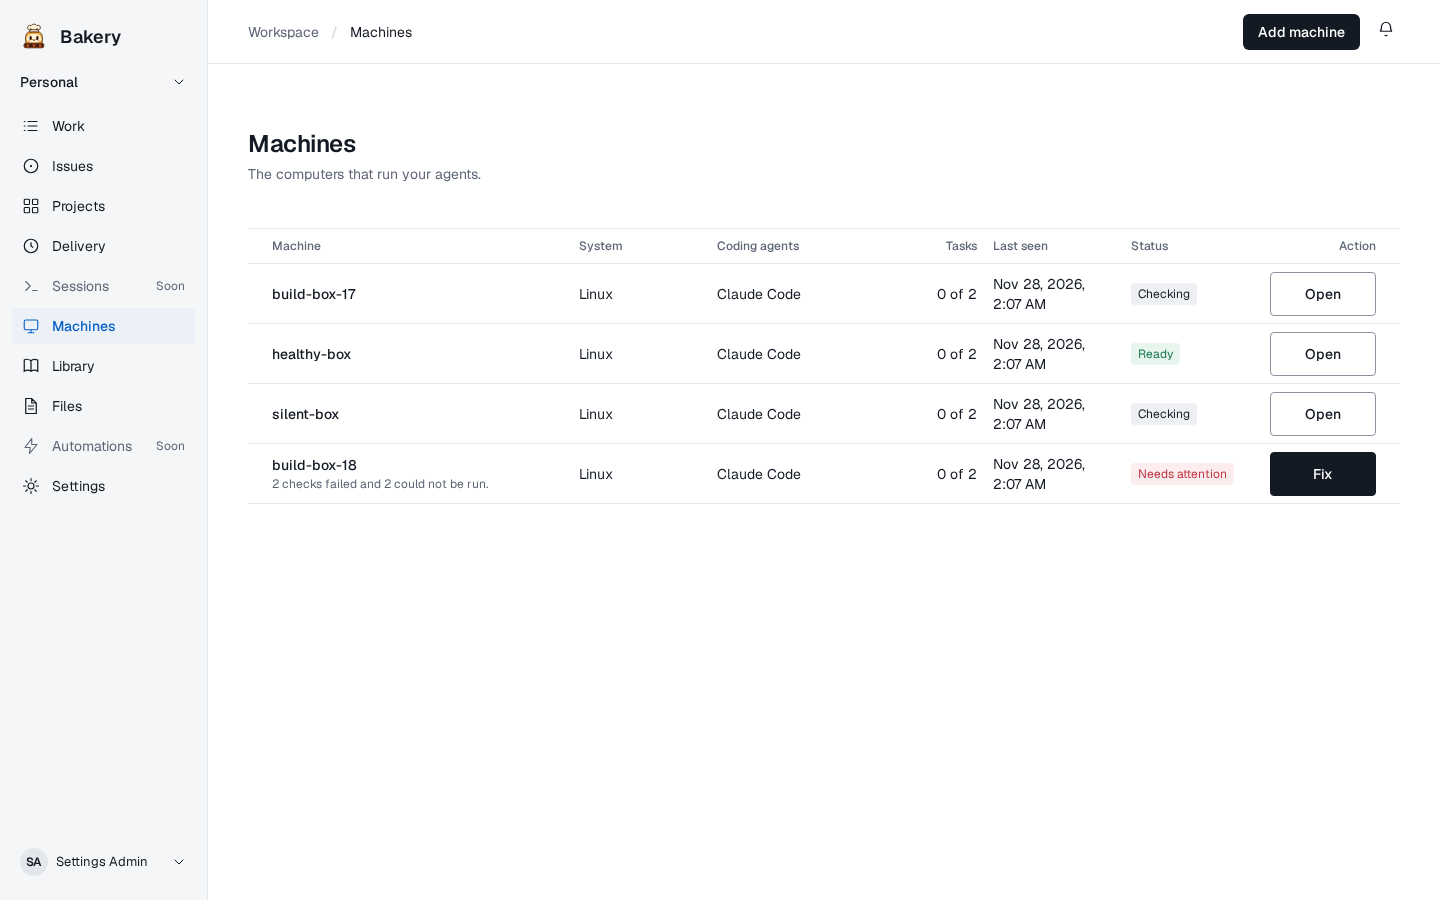 Bakery
Personal
Work
Issues
Projects
Delivery
Sessions Soon
Machines
Library
Files
Automations Soon
Settings
SA Settings Admin
Workspace / Machines
Add machine
Machines
The computers that run your agents.
Machine System Coding agents Tasks Last seen Status Action
build-box-17 Linux Claude Code 0 of 2 Nov 28, 2026, Checking Open
2:07 AM
healthy-box Linux Claude Code 0 of 2 Nov 28, 2026, Ready Open
2:07 AM
silent-box Linux Claude Code 0 of 2 Nov 28, 2026, Checking Open
2:07 AM
build-box-18 Linux Claude Code 0 of 2 Nov 28, 2026, Needs attention Fix
2 checks failed and 2 could not be run. 2:07 AM